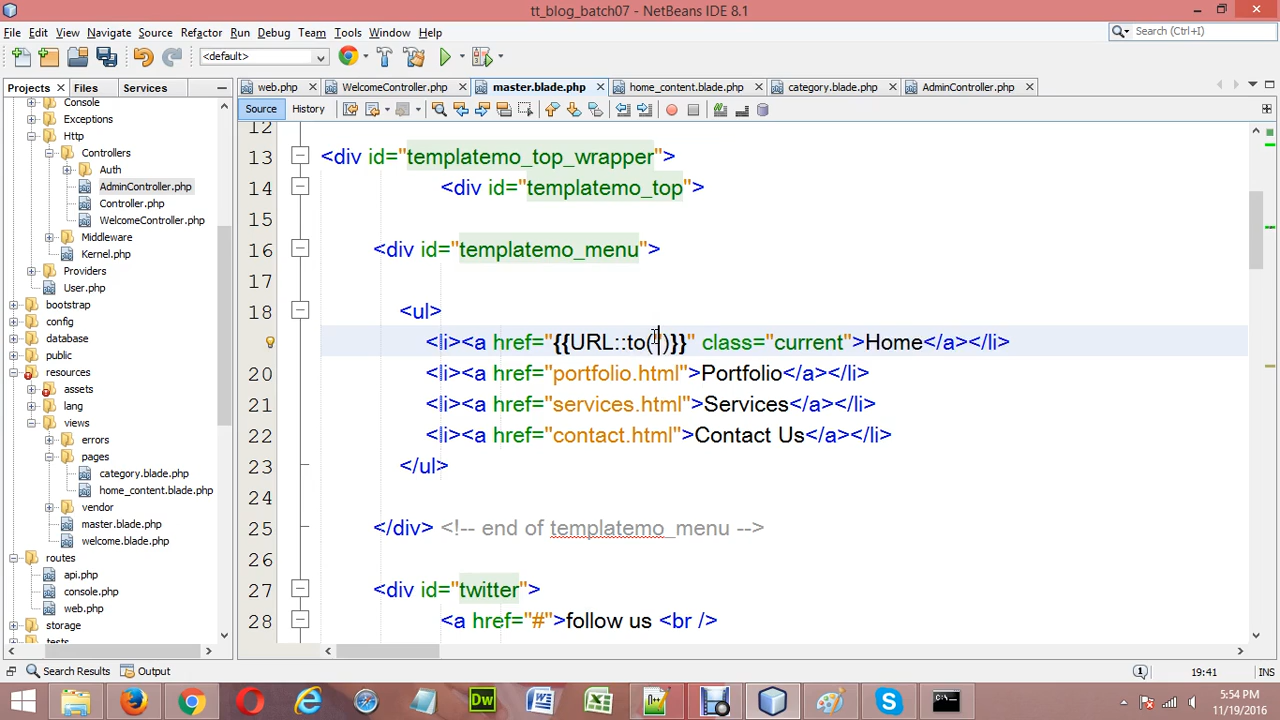 tt_blog_batch07 - NetBeans IDE 8.1
File Edit View Navigate Source Refactor Run Debug Team Tools Window Help
Search (Ctrl+I)
<default>
Projects Files Services
web.php WelcomeController.php master.blade.php home_content.blade.php category.blade.php AdminController.php
Source History
Console
Exceptions
Http
Controllers
Auth
AdminController.php
Controller.php
WelcomeController.php
Middleware
Kernel.php
Providers
User.php
bootstrap
config
database
public
resources
assets
lang
views
errors
pages
category.blade.php
home_content.blade.php
vendor
master.blade.php
welcome.blade.php
routes
api.php
console.php
web.php
storage
tests
12
13 <div id="templatemo_top_wrapper">
14 <div id="templatemo_top">
15
16 <div id="templatemo_menu">
17
18 <ul>
<li><a href="{{URL::to('')}}" class="current">Home</a></li>
20 <li><a href="portfolio.html">Portfolio</a></li>
21 <li><a href="services.html">Services</a></li>
22 <li><a href="contact.html">Contact Us</a></li>
23 </ul>
24
25 </div> <!-- end of templatemo_menu -->
26
27 <div id="twitter">
28 <a href="#">follow us <br />
Search Results Output
1
19:41 INS
5:54 PM
11/19/2016